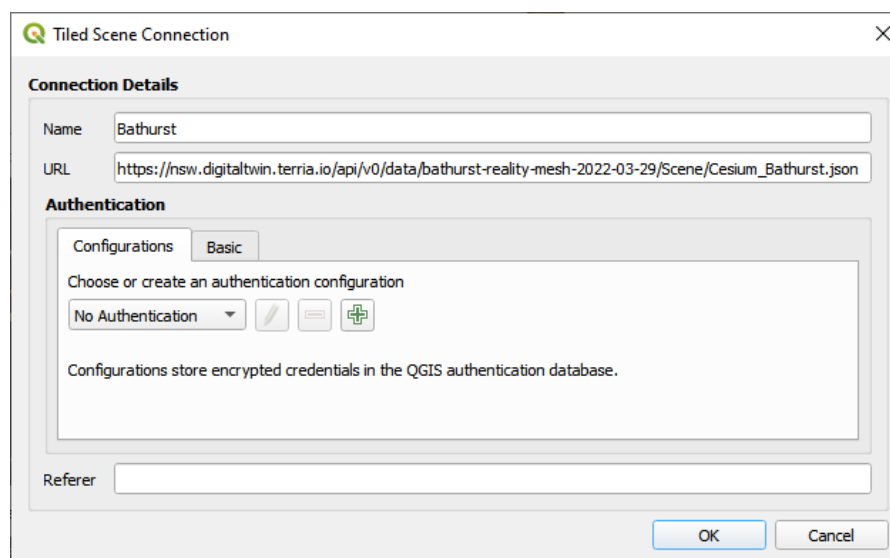 Tiled Scene Connection
Connection Details
Name Bathurst
URL https://nsw.digitaltwin.terria.io/api/v0/data/bathurst-reality-mesh-2022-03-29/Scene/Cesium_Bathurst.json
Authentication
Configurations Basic
Choose or create an authentication configuration
No Authentication
Configurations store encrypted credentials in the QGIS authentication database.
Referer
OK Cancel